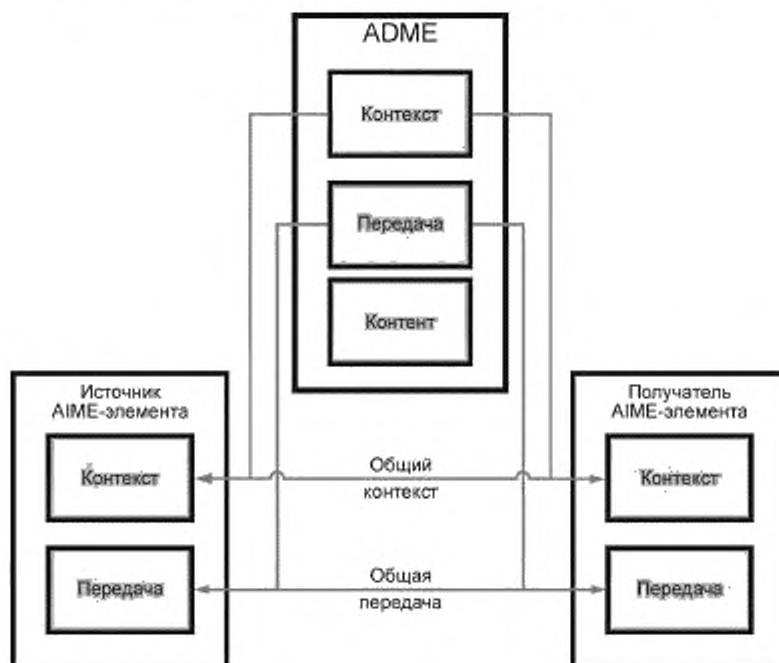 ADME
Контекст
Передача
Контент
Источник
AIME-элемента
Контекст
Передача
Общий
контекст
Общая
передача
Получатель
AIME-элемента
Контекст
Передача